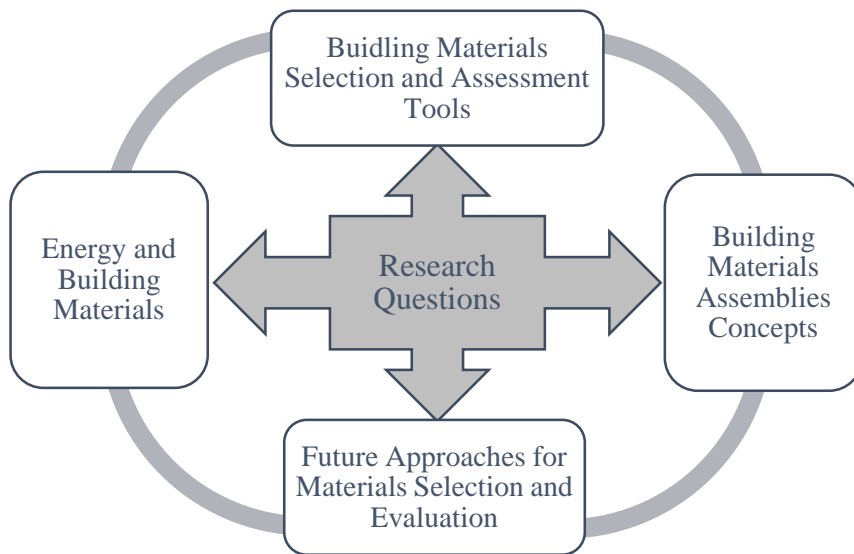 Buidling Materials
Selection and Assessment
Tools
Energy and
Building
Materials
Research
Questions
Building
Materials
Assemblies
Concepts
Future Approaches for
Materials Selection and
Evaluation